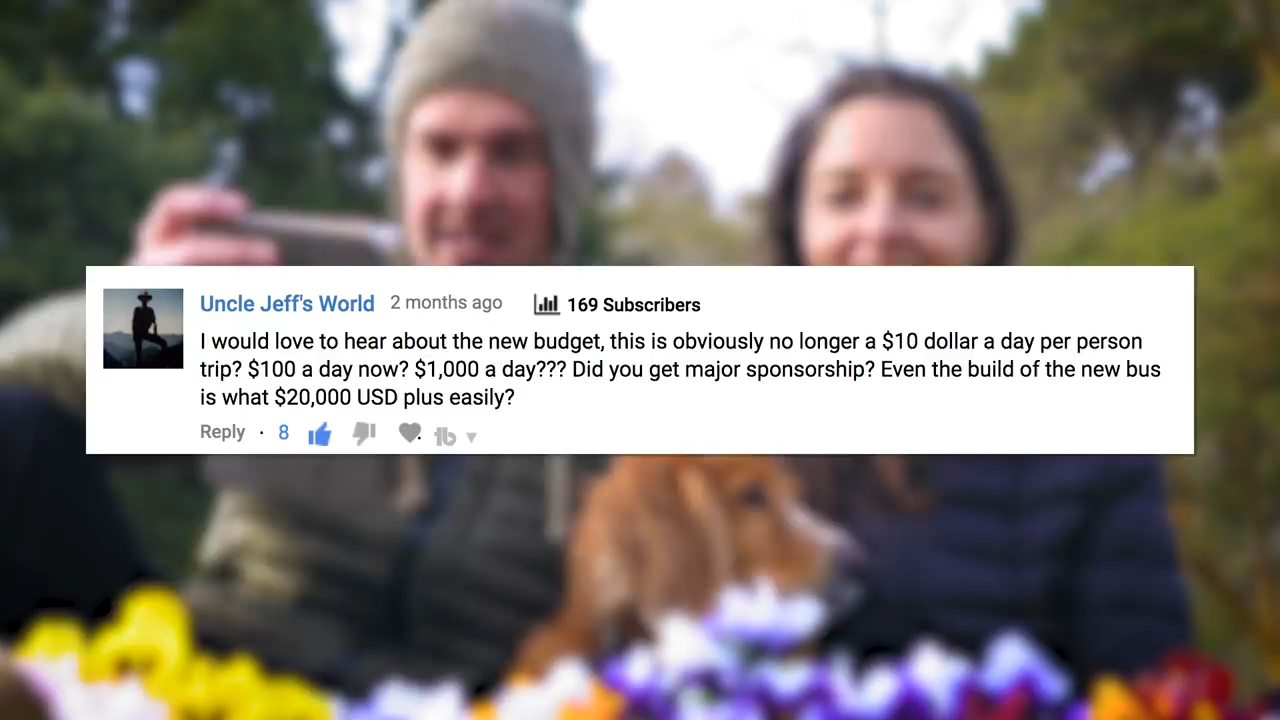 Uncle Jeff's World 2 months ago 169 Subscribers
I would love to hear about the new budget, this is obviously no longer a $10 dollar a day per person
trip? $100 a day now? $1,000 a day??? Did you get major sponsorship? Even the build of the new bus
is what $20,000 USD plus easily?
Reply · 8